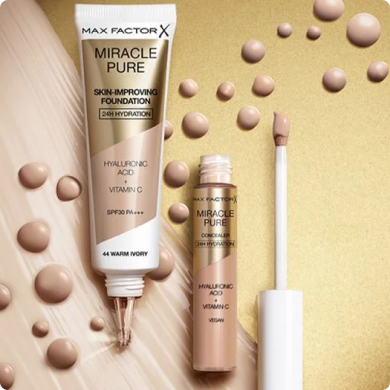 MAX FACTOR X
MIRACLE
PURE
SKIN-IMPROVING
FOUNDATION
24H HYDRATION
HYALURONIC
ACID
+
VITAMIN C
SPF30 PA+++
44 WARM IVORY
MAX FACTOR X
MIRACLE
PURE
CONCEALER
24H HYDRATION
HYALURONIC
ACID
+
VITAMIN C
VEGAN